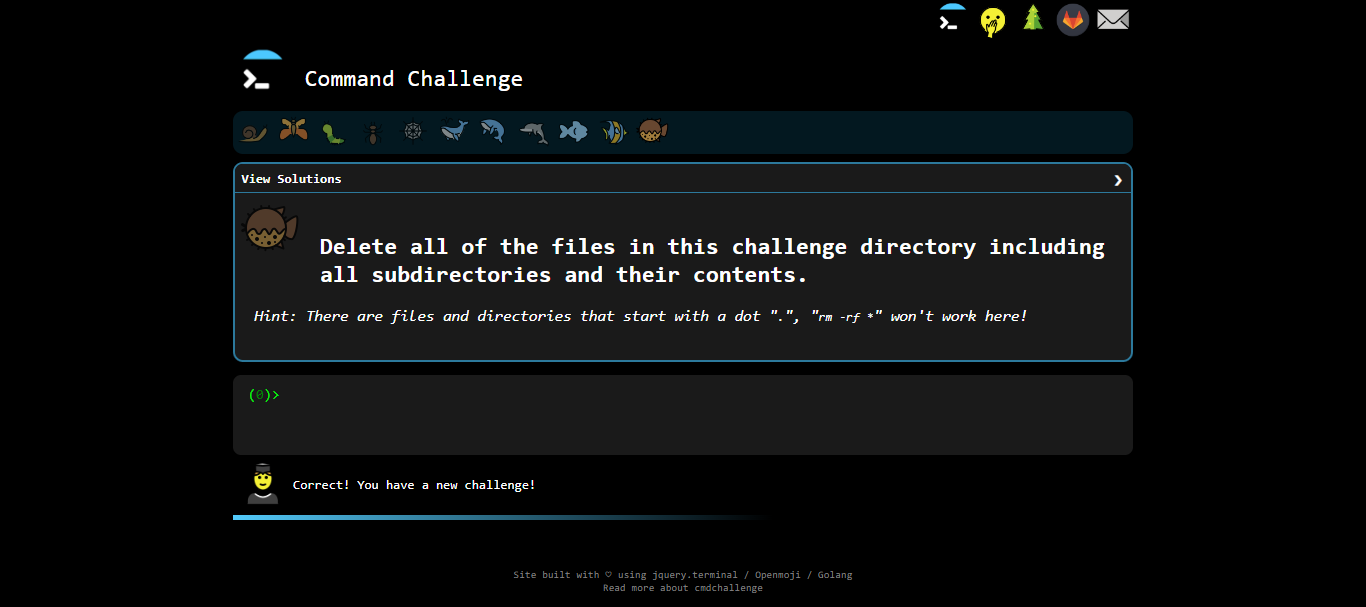 Command Challenge
View Solutions
Delete all of the files in this challenge directory including
all subdirectories and their contents.
Hint: There are files and directories that start with a dot ".", "rm -rf *" won't work here!
(0)>
Correct! You have a new challenge!
Site built with ♡ using jquery.terminal / Openmoji / Golang
Read more about cmdchallenge